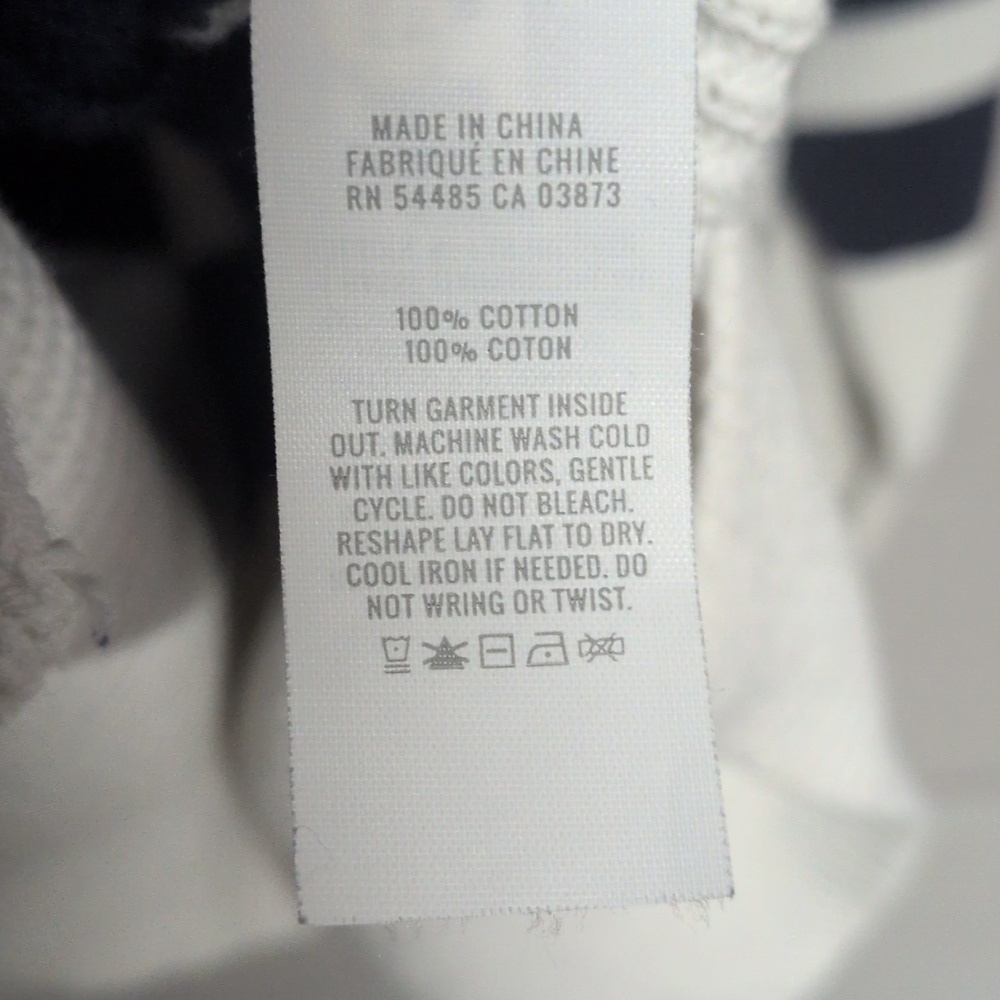 MADE IN CHINA
FABRIQUÉ EN CHINE
RN 54485 CA 03873
100% COTTON
100% COTON
TURN GARMENT INSIDE
OUT. MACHINE WASH COLD
WITH LIKE COLORS, GENTLE
CYCLE. DO NOT BLEACH.
RESHAPE LAY FLAT TO DRY.
COOL IRON IF NEEDED. DO
NOT WRING OR TWIST.